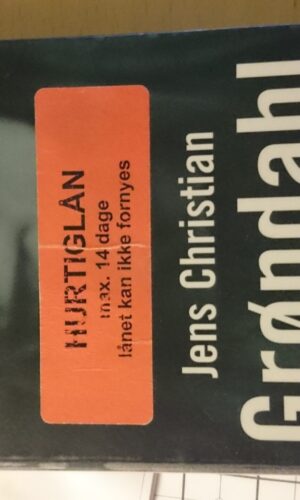 HURTIGLÅN
max. 14 dage
lånet kan ikke fornyes
Jens Christian
Grøndahl